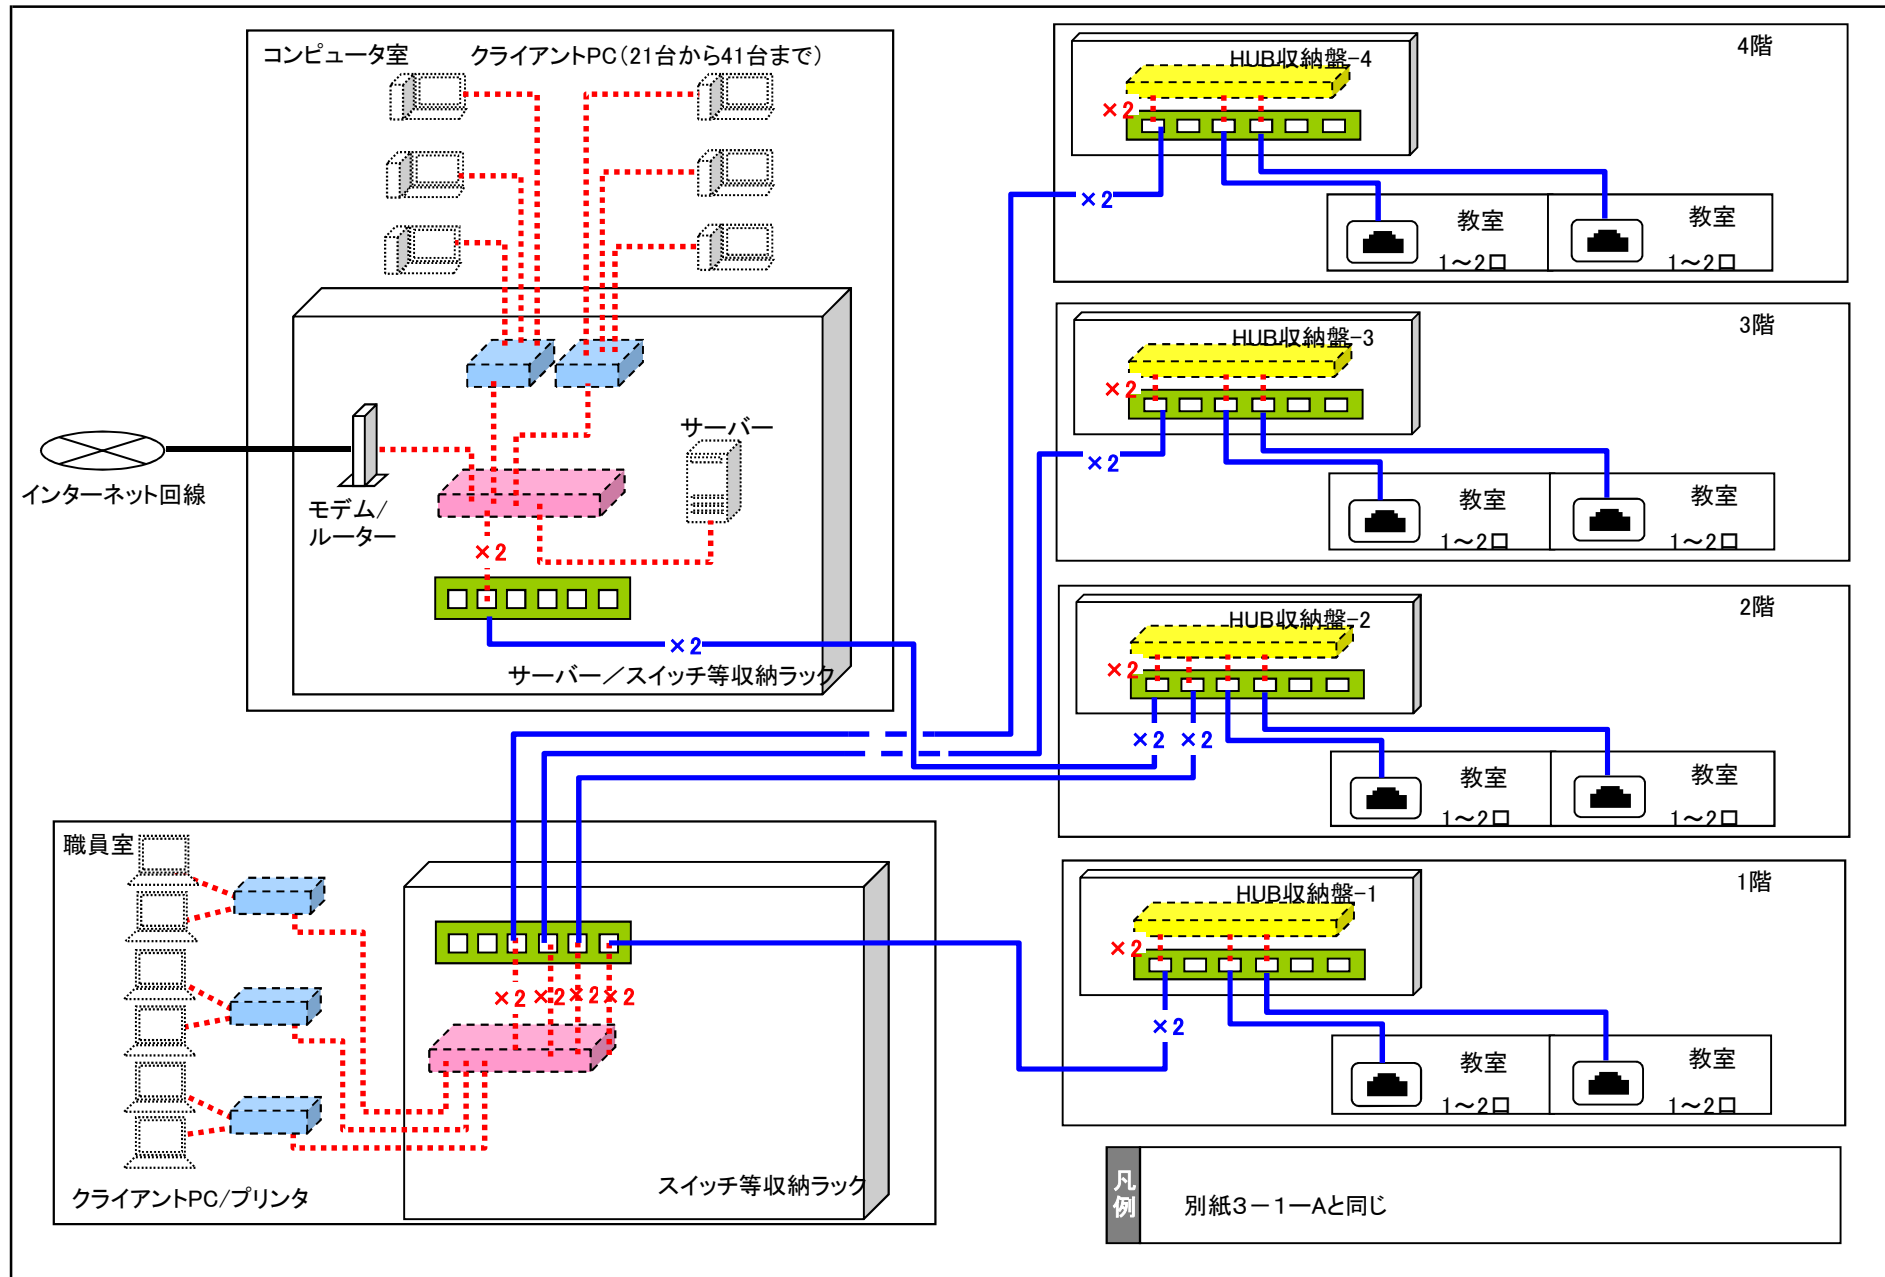 コンピュータ室
クライアントPC(21台から41台まで)
インターネット回線
モデム/
ルーター
サーバー
×2
×2
サーバー／スイッチ等収納ラック
職員室
クライアントPC/プリンタ
×2
×2
×2
×2
スイッチ等収納ラック
4階
HUB収納盤-4
×2
×2
教室
1～2口
教室
1～2口
3階
HUB収納盤-3
×2
×2
教室
1～2口
教室
1～2口
2階
HUB収納盤-2
×2
×2
×2
教室
1～2口
教室
1～2口
1階
HUB収納盤-1
×2
×2
教室
1～2口
教室
1～2口
凡例
別紙３－１－Aと同じ